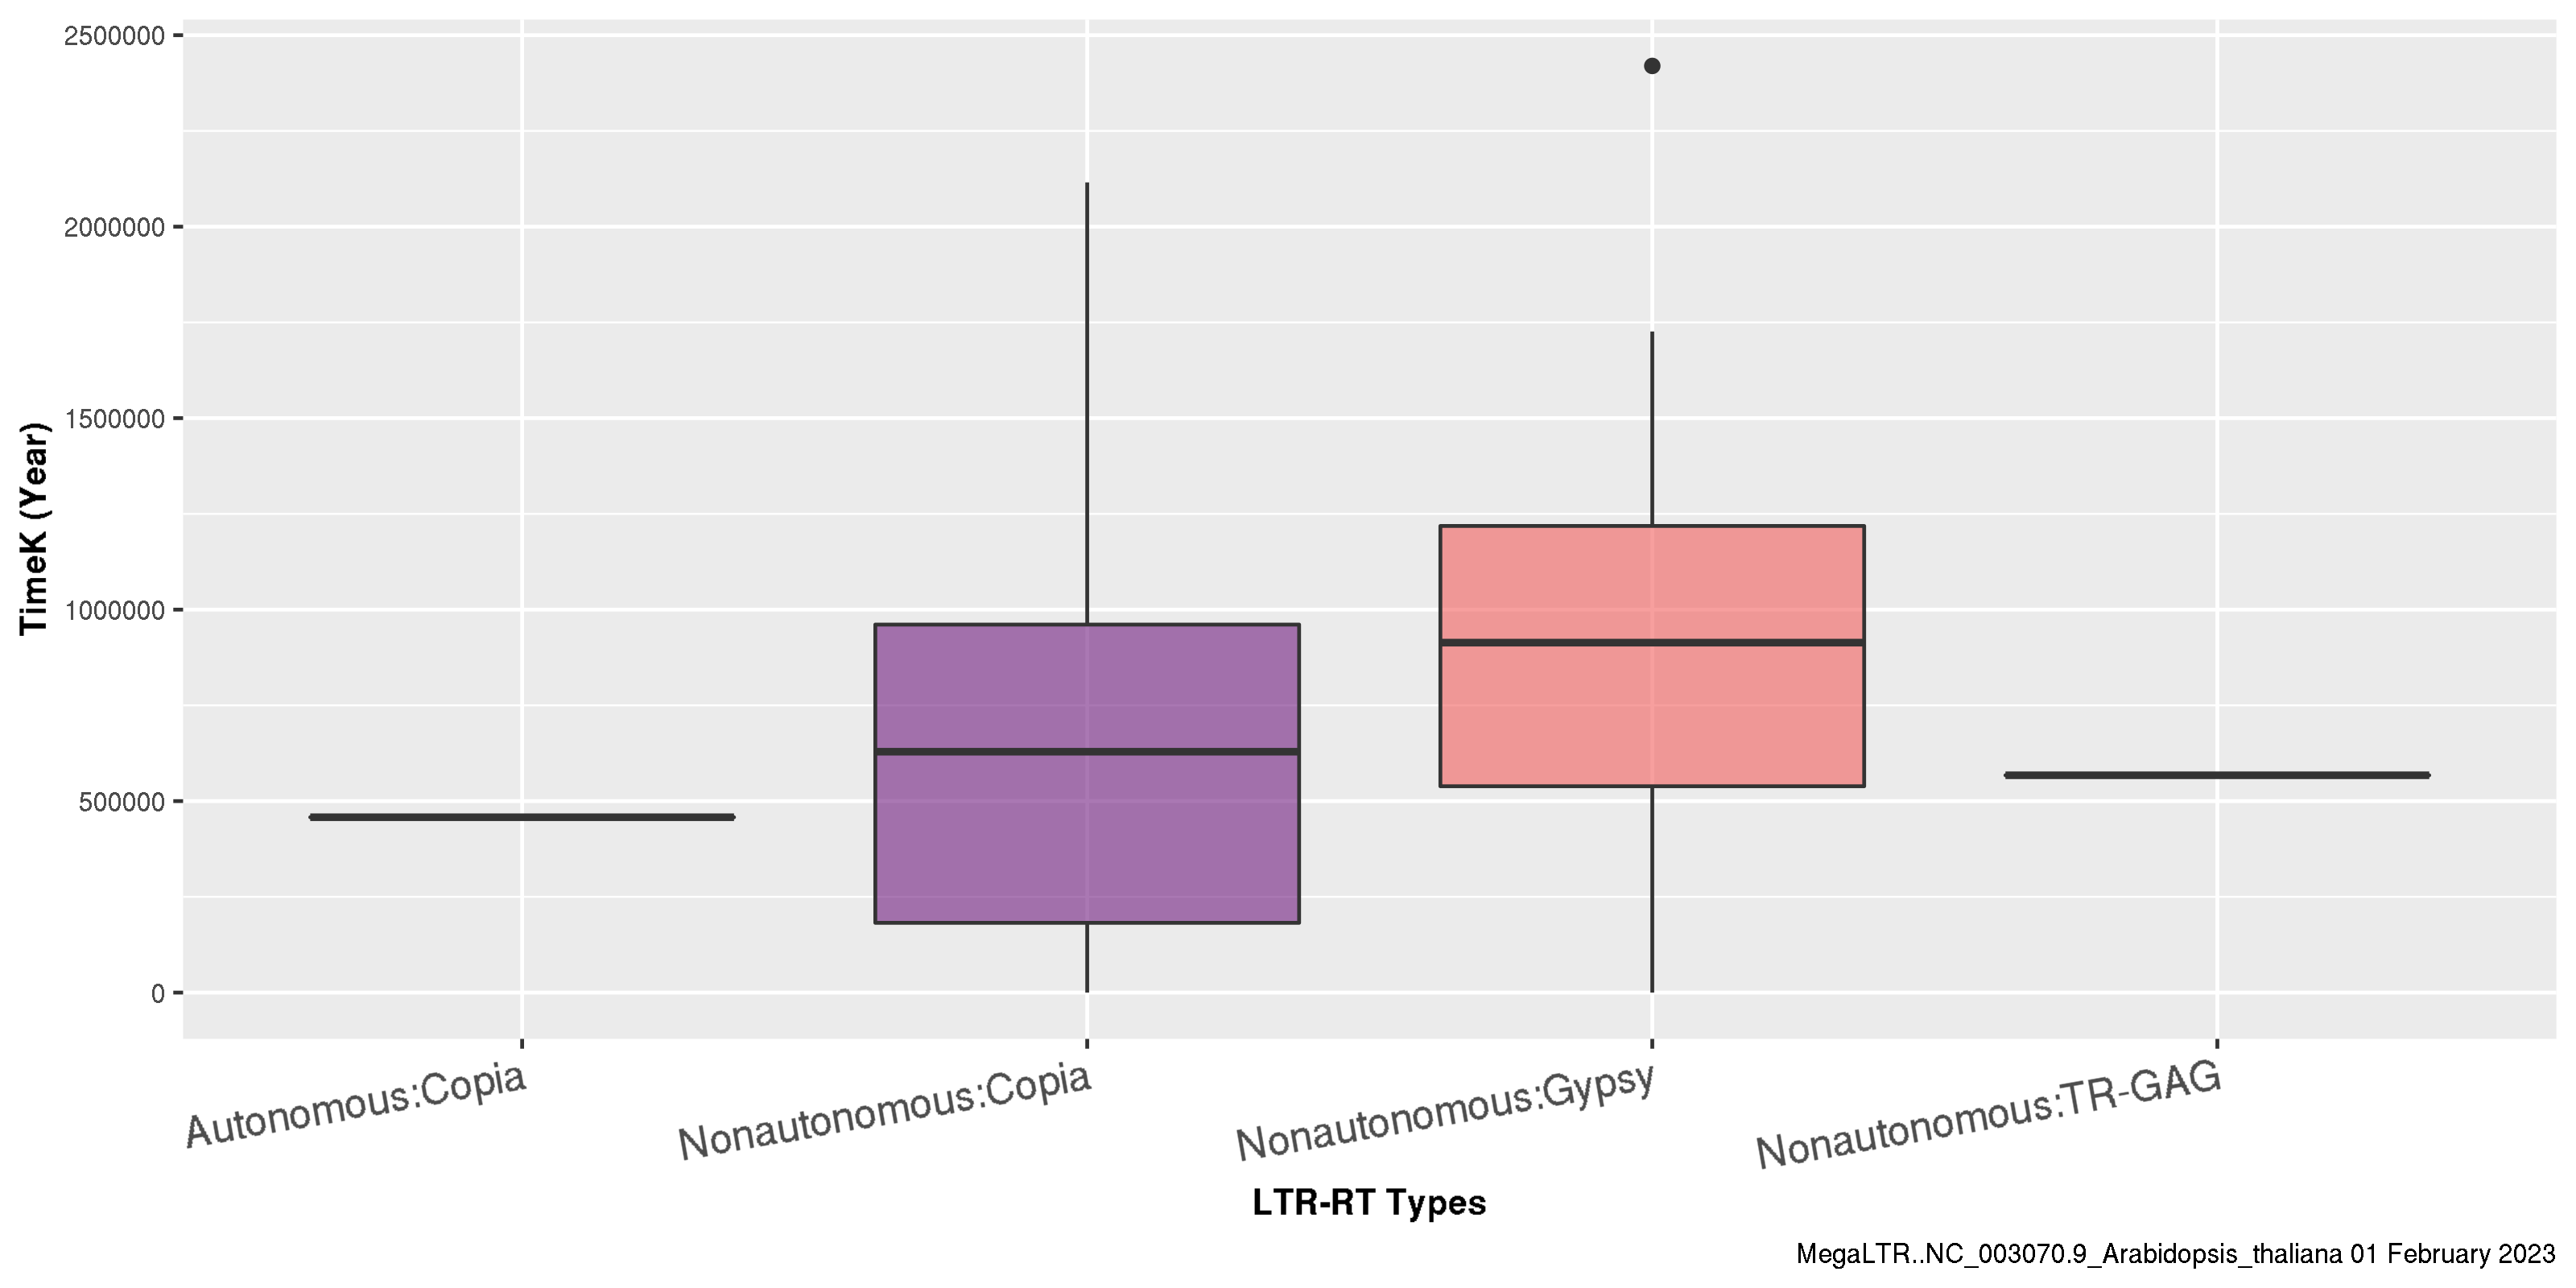 2500000
2000000
1500000
1000000
500000
0
TimeK (Year)
Autonomous:Copia
Nonautonomous:Copia
Nonautonomous:Gypsy
Nonautonomous:TR-GAG
LTR-RT Types
MegaLTR..NC_003070.9_Arabidopsis_thaliana 01 February 2023